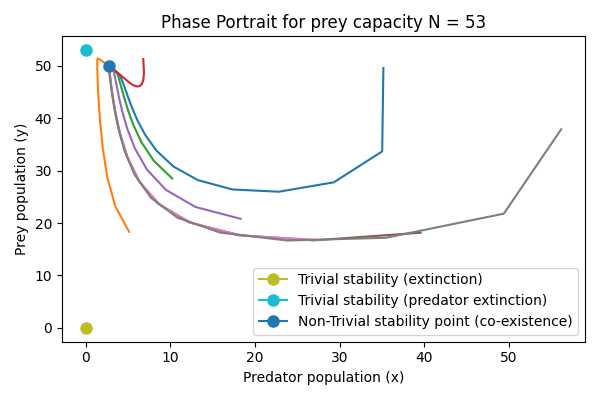 Phase Portrait for prey capacity N = 53
Prey population (y)
50
40
30
20
10
0
Trivial stability (extinction)
Trivial stability (predator extinction)
Non-Trivial stability point (co-existence)
0 10 20 30 40 50
Predator population (x)